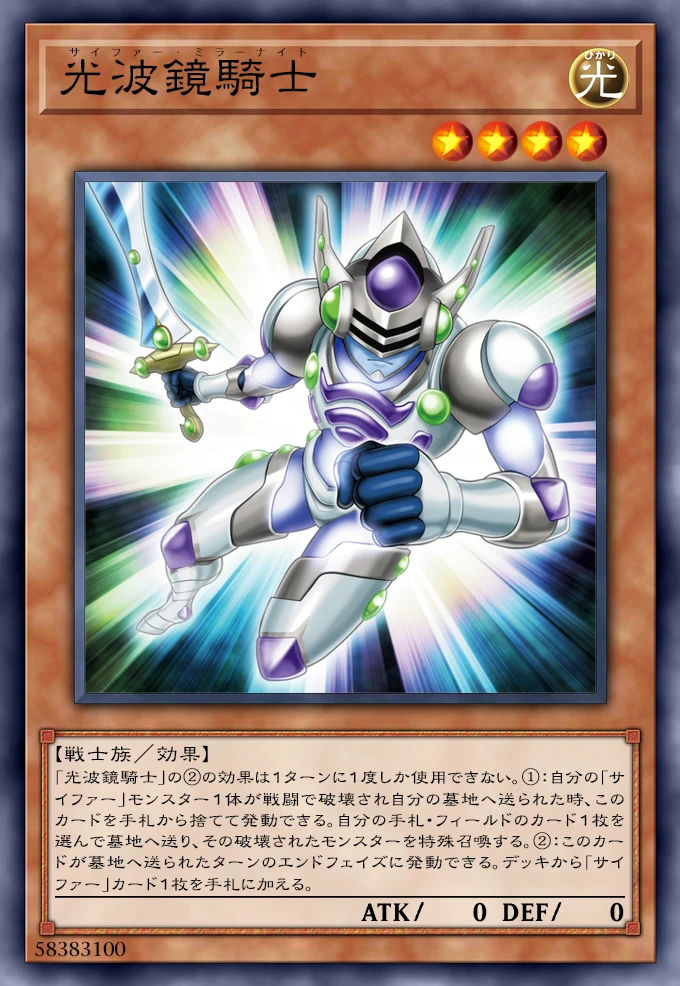 サイファー・ミラーナイト
光波鏡騎士
ひかり
光
【戦士族／効果】
「光波鏡騎士」の②の効果は１ターンに１度しか使用できない。①：自分の「サ
イファー」モンスター１体が戦闘で破壊され自分の墓地へ送られた時、この
カードを手札から捨てて発動できる。自分の手札・フィールドのカード１枚を
選んで墓地へ送り、その破壊されたモンスターを特殊召喚する。②：このカー
ドが墓地へ送られたターンのエンドフェイズに発動できる。デッキから「サイ
ファー」カード１枚を手札に加える。
ATK/ 0 DEF/ 0
58383100